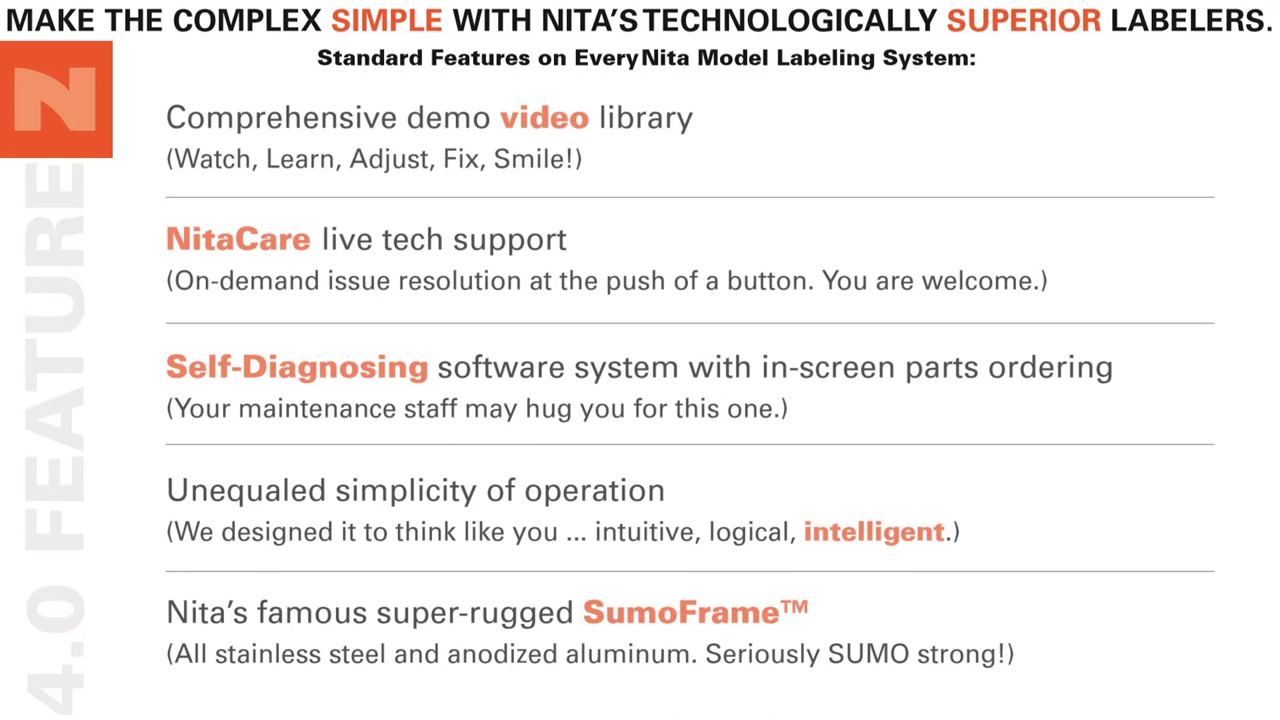 MAKE THE COMPLEX SIMPLE WITH NITA'S TECHNOLOGICALLY SUPERIOR LABELERS.
Standard Features on Every Nita Model Labeling System:
N
4.0 FEATURE
Comprehensive demo video library
(Watch, Learn, Adjust, Fix, Smile!)
NitaCare live tech support
(On-demand issue resolution at the push of a button. You are welcome.)
Self-Diagnosing software system with in-screen parts ordering
(Your maintenance staff may hug you for this one.)
Unequaled simplicity of operation
(We designed it to think like you ... intuitive, logical, intelligent.)
Nita's famous super-rugged SumoFrame™
(All stainless steel and anodized aluminum. Seriously SUMO strong!)